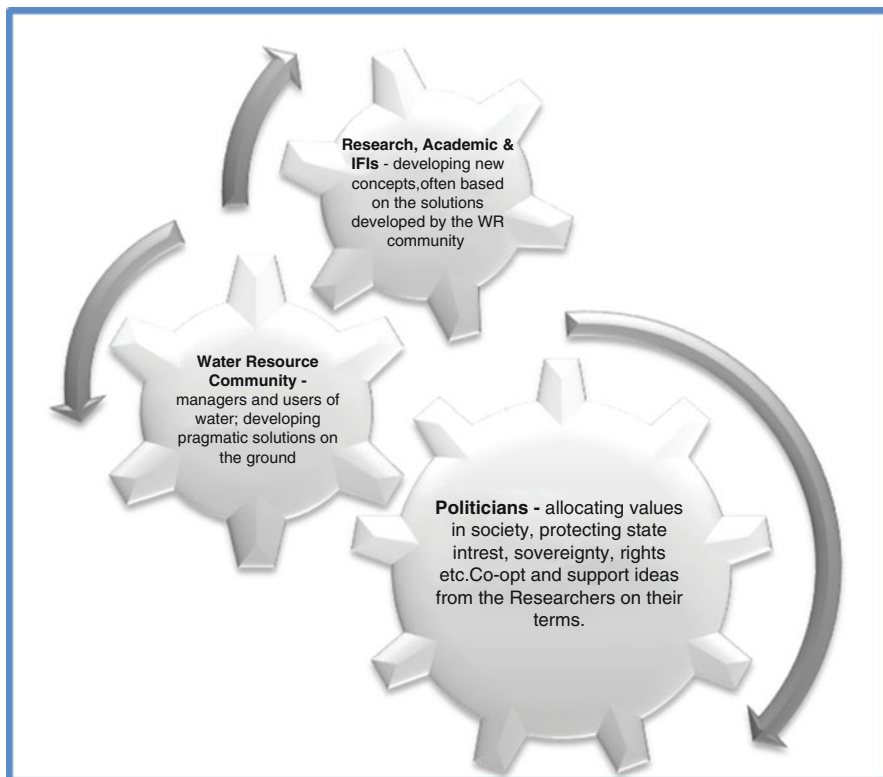 Research, Academic &
IFIs - developing new
concepts,often based
on the solutions
developed by the WR
community
Water Resource
Community -
managers and users of
water; developing
pragmatic solutions on
the ground
Politicians - allocating values
in society, protecting state
intrest, sovereignty, rights
etc.Co-opt and support ideas
from the Researchers on their
terms.